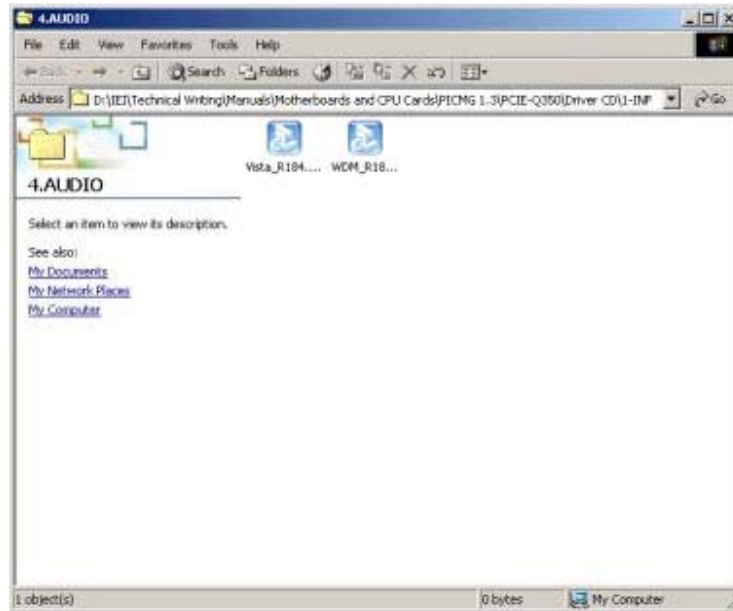 4.AUDIO
File Edit View Favorites Tools Help
Back Search Folders
Address D:\IEI\Technical Writing\Manuals\Motherboards and CPU Cards\PICMG 1.3\PCIE-Q350\Driver CD\1-INF Go
Vista_R184.... WDM_R18...
4.AUDIO
Select an item to view its description.
See also:
My Documents
My Network Places
My Computer
1 object(s) 0 bytes My Computer